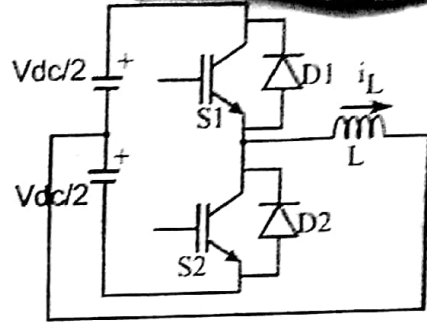 Vdc/2 +
D1
iL
S1
L
Vdc/2 +
D2
S2